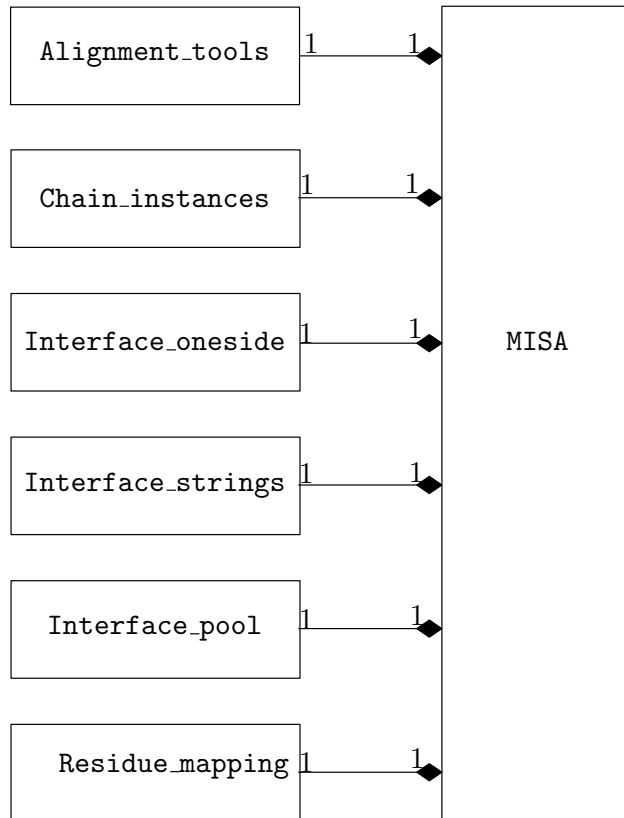 Alignment_tools 1 1
Chain_instances 1 1
Interface_oneside 1 1 MISA
Interface_strings 1 1
Interface_pool 1 1
Residue_mapping 1 1